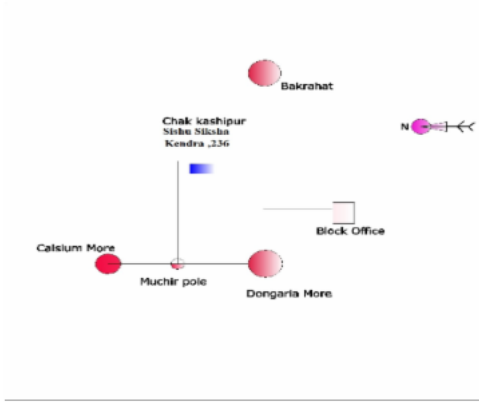 Bakrahat
Chak kashipur
Sishu Siksha
Kendra ,236
N
Block Office
Calsium More
Muchir pole
Dongaria More